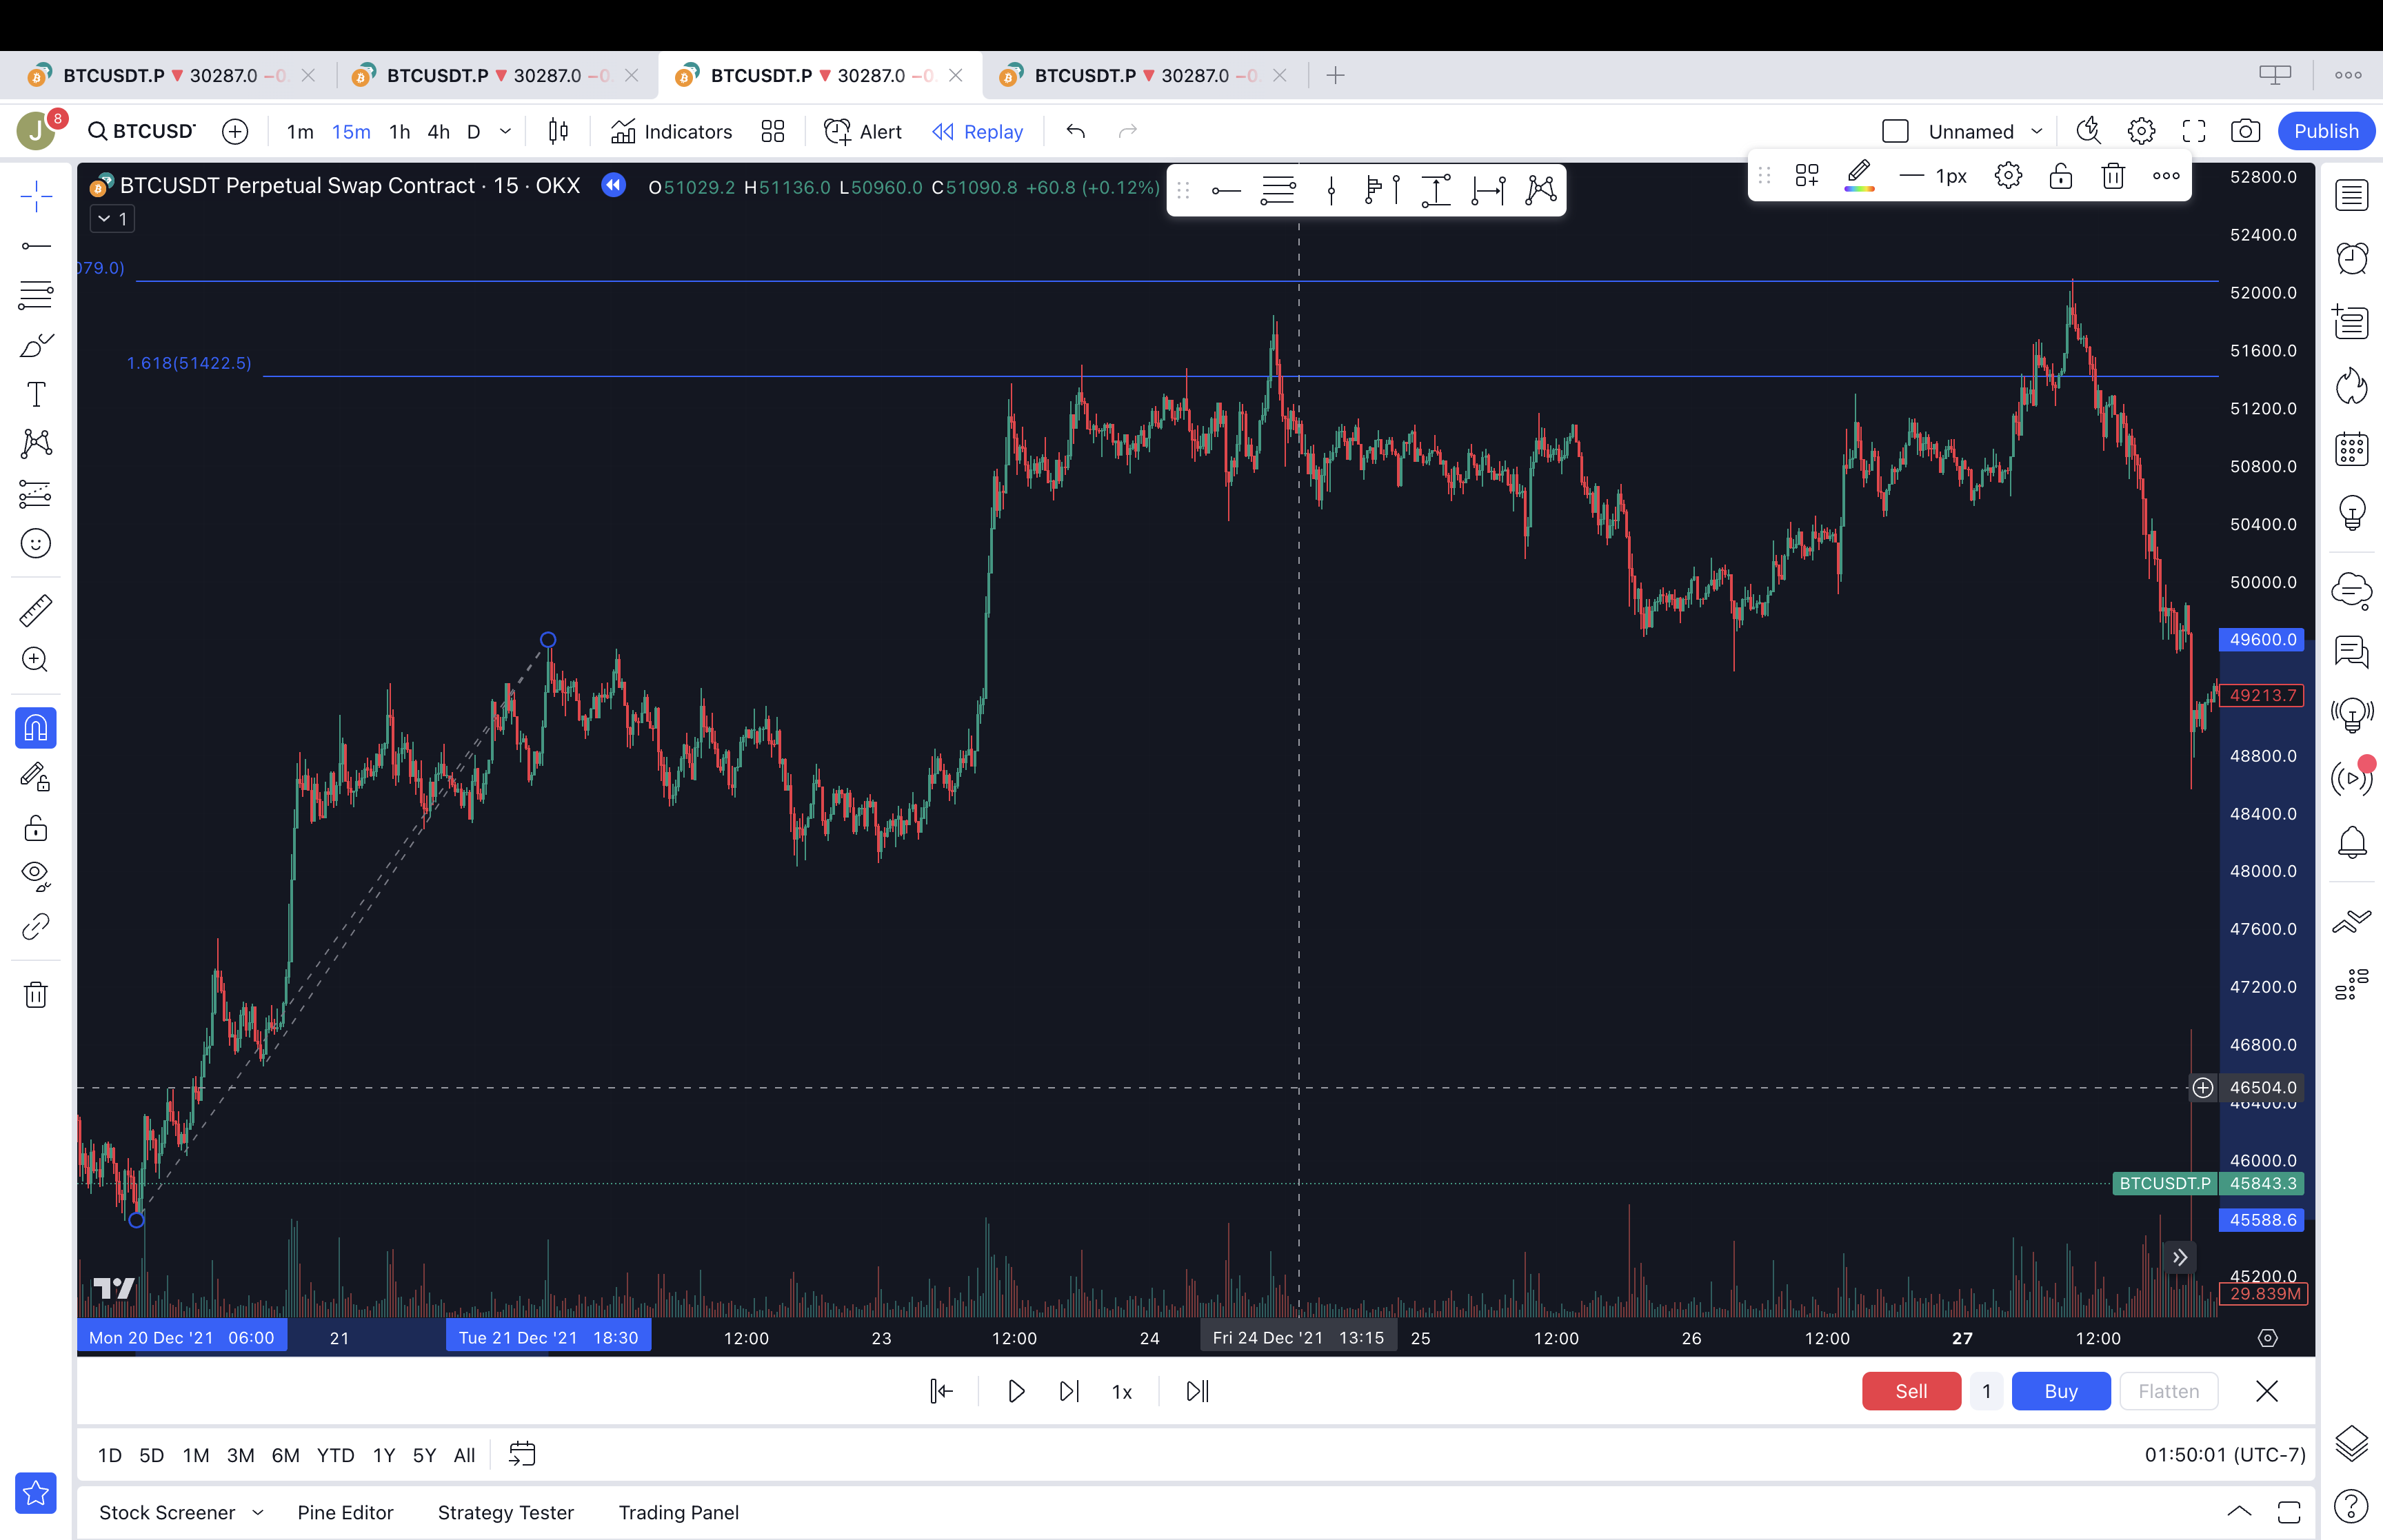 BTCUSDT.P ▼ 30287.0 −0 BTCUSDT.P ▼ 30287.0 −0 BTCUSDT.P ▼ 30287.0 −0 BTCUSDT.P ▼ 30287.0 −0
J 8 BTCUSD 1m 15m 1h 4h D Indicators Alert Replay Unnamed Publish
BTCUSDT Perpetual Swap Contract · 15 · OKX O51029.2 H51136.0 L50960.0 C51090.8 +60.8 (+0.12%)
1px
1
079.0)
1.618(51422.5)
52800.0
52400.0
52000.0
51600.0
51200.0
50800.0
50400.0
50000.0
49600.0
49213.7
48800.0
48400.0
48000.0
47600.0
47200.0
46800.0
46504.0
46400.0
46000.0
BTCUSDT.P 45843.3
45588.6
45200.0
29.839M
Mon 20 Dec '21 06:00 21 Tue 21 Dec '21 18:30 12:00 23 12:00 24 Fri 24 Dec '21 13:15 25 12:00 26 12:00 27 12:00
1x Sell 1 Buy Flatten
1D 5D 1M 3M 6M YTD 1Y 5Y All 01:50:01 (UTC-7)
Stock Screener Pine Editor Strategy Tester Trading Panel